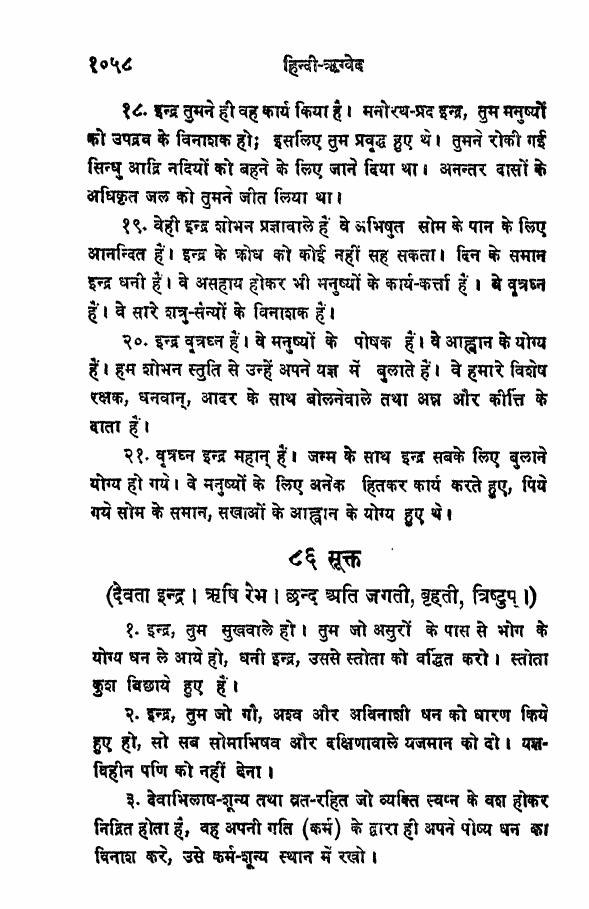 १०५८ हिन्दी-ऋग्वेद
१८. इन्द्र तुमने ही वह कार्य किया है। मनोरथ-प्रद इन्द्र, तुम मनुष्यों
को उपद्रव के विनाशक हो; इसलिए तुम प्रवृद्ध हुए थे। तुमने रोकी गई
सिन्धु आदि नदियों को बहने के लिए जाने दिया था। अनन्तर दासों के
अधिकृत जल को तुमने जीत लिया था।
१९. वेही इन्द्र शोभन प्रज्ञावाले हैं वे अभिषुत सोम के पान के लिए
आनन्दित हैं। इन्द्र के क्रोध को कोई नहीं सह सकता। दिन के समान
इन्द्र धनी हैं। वे असहाय होकर भी मनुष्यों के कार्य-कर्त्ता हैं। वे वृत्रघ्न
हैं। वे सारे शत्रु-सैन्यों के विनाशक हैं।
२०. इन्द्र वृत्रघ्न हैं। वे मनुष्यों के पोषक हैं। वे आह्वान के योग्य
हैं। हम शोभन स्तुति से उन्हें अपने यज्ञ में बुलाते हैं। वे हमारे विशेष
रक्षक, धनवान्, आदर के साथ बोलनेवाले तथा अन्न और कीर्त्ति के
दाता हैं।
२१. वृत्रघ्न इन्द्र महान् हैं। जन्म के साथ इन्द्र सबके लिए बुलाने
योग्य हो गये। वे मनुष्यों के लिए अनेक हितकर कार्य करते हुए, पिये
गये सोम के समान, सखाओं के आह्वान के योग्य हुए थे।
८६ सूक्त
(देवता इन्द्र। ऋषि रेभ। छन्द अति जगती, बृहती, त्रिष्टुप्।)
१. इन्द्र, तुम सुखवाले हो। तुम जो असुरों के पास से भोग के
योग्य धन ले आये हो, धनी इन्द्र, उससे स्तोता को वर्द्धित करो। स्तोता
कुश बिछाये हुए हैं।
२. इन्द्र, तुम जो गौ, अश्व और अविनाशी धन को धारण किये
हुए हो, सो सब सोमाभिषव और दक्षिणावाले यजमान को दो। यज्ञ-
विहीन पणि को नहीं देना।
३. देवाभिलाष-शून्य तथा व्रत-रहित जो व्यक्ति स्वप्न के वश होकर
निद्रित होता है, वह अपनी गति (कर्म) के द्वारा ही अपने पोष्य धन का
विनाश करे, उसे कर्म-शून्य स्थान में रखो।